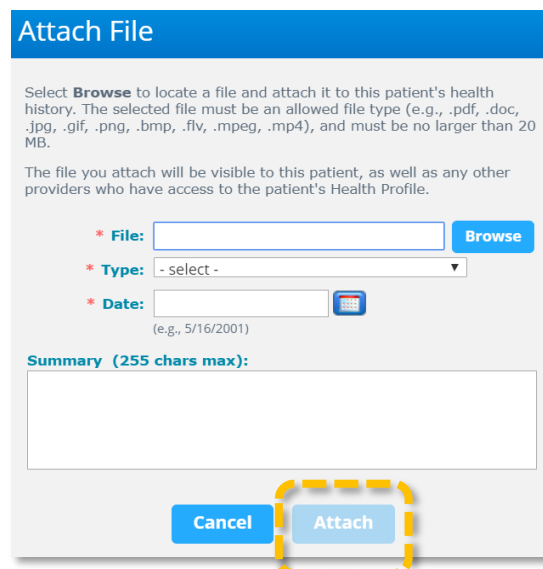 Attach File
Select Browse to locate a file and attach it to this patient's health
history. The selected file must be an allowed file type (e.g., .pdf, .doc,
.jpg, .gif, .png, .bmp, .flv, .mpeg, .mp4), and must be no larger than 20
MB.
The file you attach will be visible to this patient, as well as any other
providers who have access to the patient's Health Profile.
* File: Browse
* Type: - select -
* Date:
(e.g., 5/16/2001)
Summary (255 chars max):
Cancel Attach